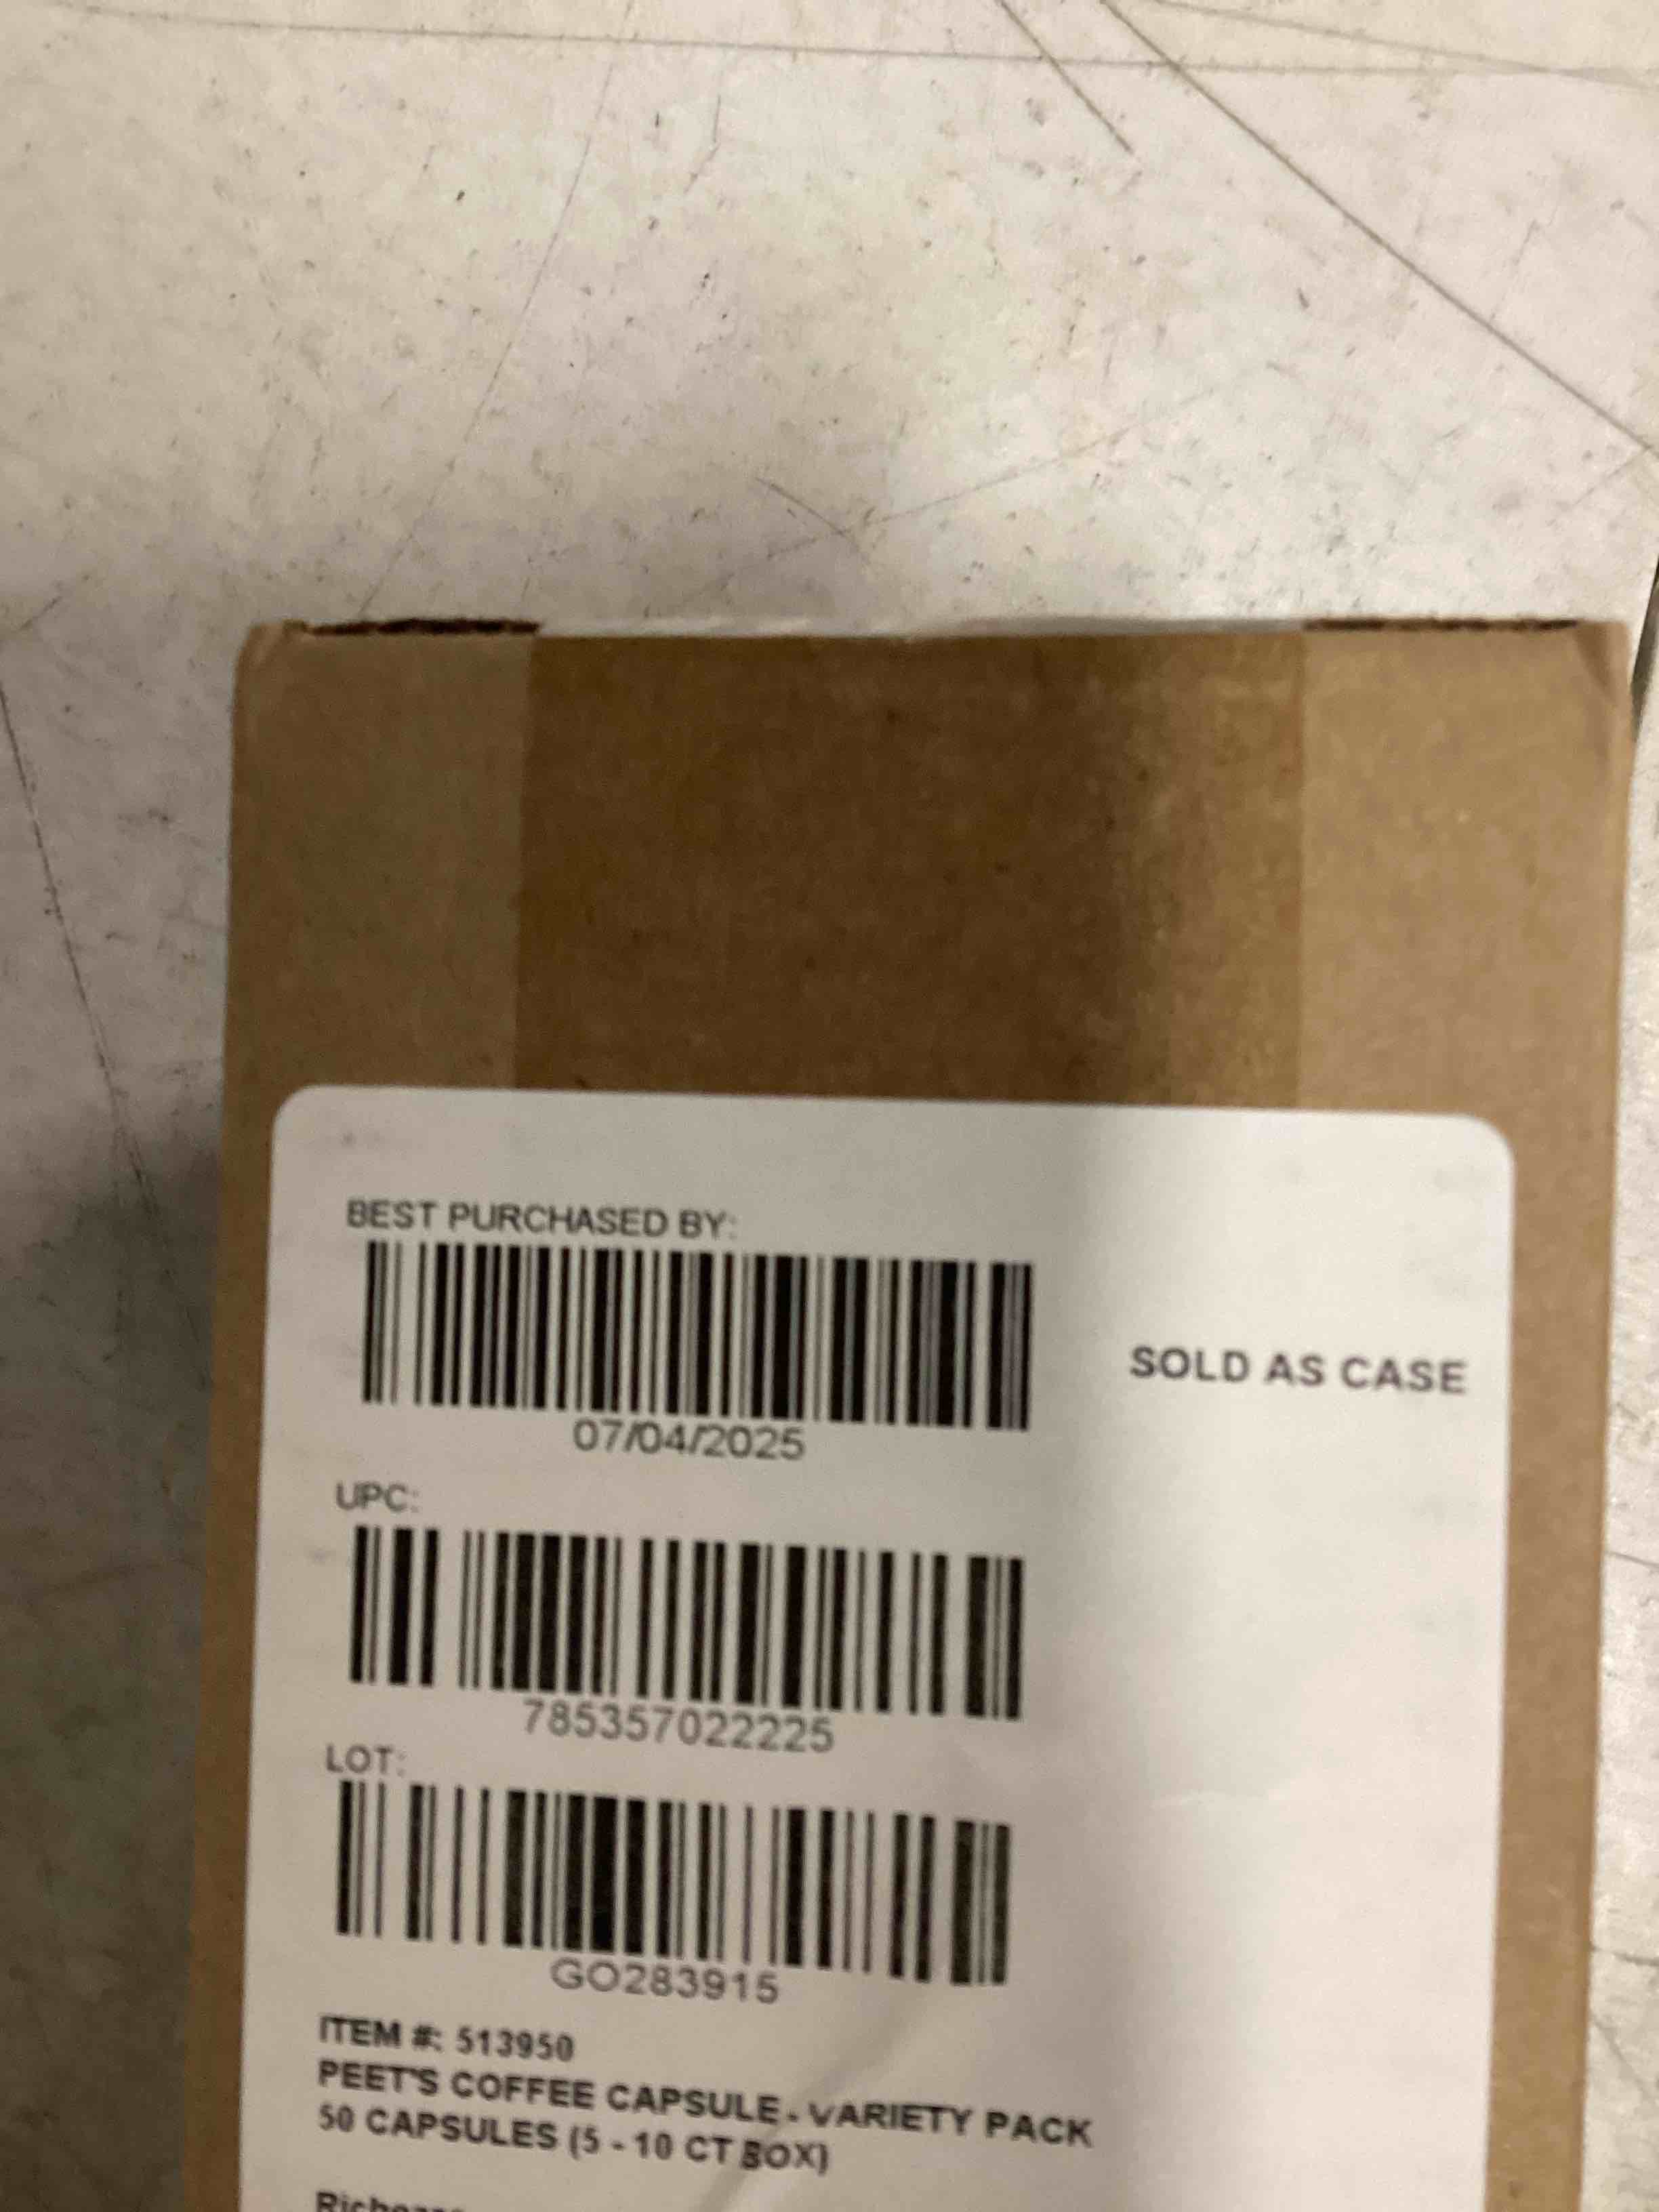 BEST PURCHASED BY:
07/04/2025
SOLD AS CASE
UPC:
785357022225
LOT:
GO283915
ITEM #: 513950
PEET'S COFFEE CAPSULE - VARIETY PACK
50 CAPSULES (5 - 10 CT BOX)